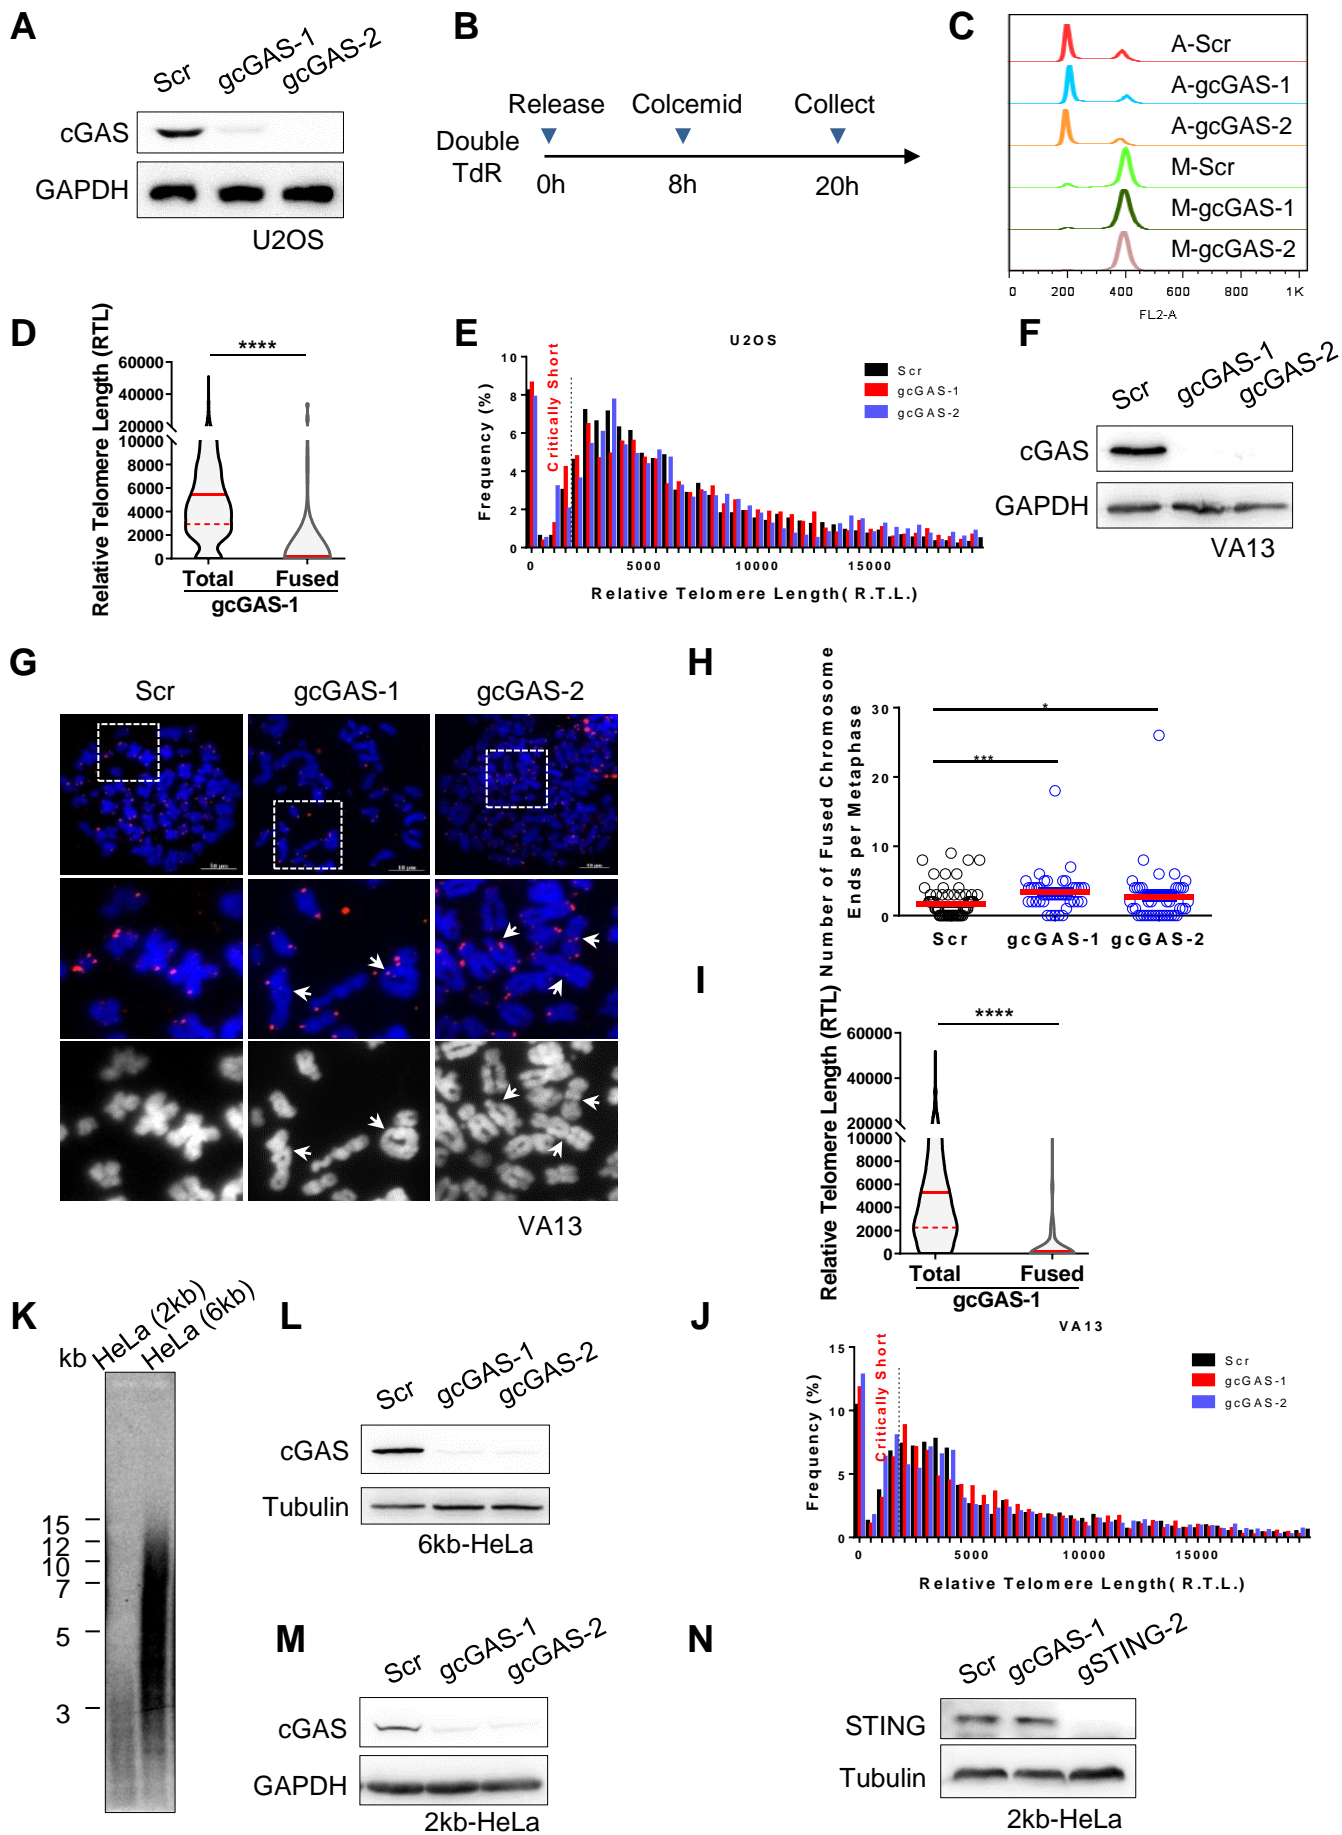 A
Scr
gcGAS-1
gcGAS-2
cGAS
GAPDH
U2OS
B
Release
Colcemid
Collect
Double
TdR
0h
8h
20h
C
A-Scr
A-gcGAS-1
A-gcGAS-2
M-Scr
M-gcGAS-1
M-gcGAS-2
0 200 400 600 800 1K
FL2-A
D
Relative Telomere Length (RTL)
60000
40000
20000
10000
8000
6000
4000
2000
0
****
Total Fused
gcGAS-1
E
U2OS
Critically Short
Frequency (%)
10
8
6
4
2
0
Scr
gcGAS-1
gcGAS-2
0 5000 10000 15000
Relative Telomere Length( R.T.L.)
F
Scr
gcGAS-1
gcGAS-2
cGAS
GAPDH
VA13
G
Scr gcGAS-1 gcGAS-2
10 µm
10 µm
10 µm
VA13
H
Number of Fused Chromosome
Ends per Metaphase
30
20
10
0
*
***
Scr gcGAS-1 gcGAS-2
I
Relative Telomere Length (RTL)
60000
40000
20000
10000
8000
6000
4000
2000
0
****
Total Fused
gcGAS-1
J
VA13
Critically Short
Frequency (%)
15
10
5
0
Scr
gcGAS-1
gcGAS-2
0 5000 10000 15000
Relative Telomere Length( R.T.L.)
K
HeLa (2kb)
HeLa (6kb)
kb
15
12
10
7
5
3
L
Scr
gcGAS-1
gcGAS-2
cGAS
Tubulin
6kb-HeLa
M
Scr
gcGAS-1
gcGAS-2
cGAS
GAPDH
2kb-HeLa
N
Scr
gcGAS-1
gSTING-2
STING
Tubulin
2kb-HeLa